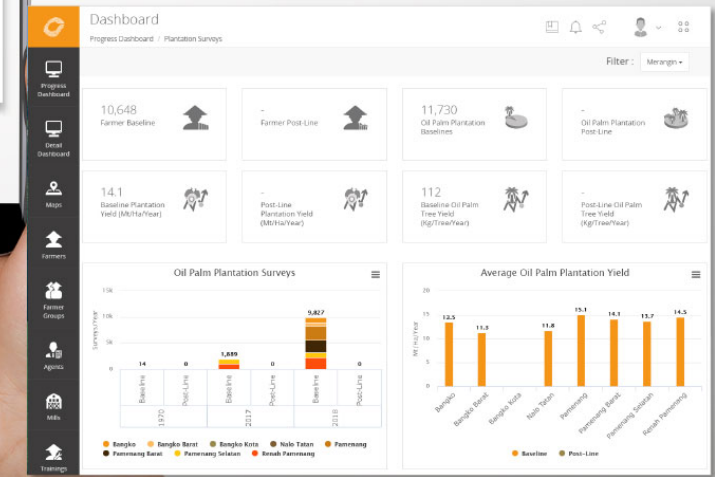 Dashboard
Progress Dashboard / Plantation Surveys
Filter : Merangin
Progress
Dashboard
Detail
Dashboard
Maps
Farmers
Farmer
Groups
Agents
Mills
Trainings
10,648
Farmer Baseline
-
Farmer Post-Line
11,730
Oil Palm Plantation
Baselines
-
Oil Palm Plantation
Post-Line
14.1
Baseline Plantation
Yield (Mt/Ha/Year)
-
Post-Line
Plantation Yield
(Mt/Ha/Year)
112
Baseline Oil Palm
Tree Yield
(Kg/Tree/Year)
-
Post-Line Oil Palm
Tree Yield
(Kg/Tree/Year)
Oil Palm Plantation Surveys
Surveys/Year
15k
10k
5k
0
14
0
1,889
0
9,827
0
Baseline
Post-Line
Baseline
Post-Line
Baseline
Post-Line
1970
2017
2018
Bangko Bangko Barat Bangko Kota Nalo Tatan Pamenang
Pamenang Barat Pamenang Selatan Renah Pamenang
Average Oil Palm Plantation Yield
Mt/Ha/Year
20
15
10
5
0
13.5
11.3
11.8
15.1
14.1
13.7
14.5
Bangko
Bangko Barat
Bangko Kota
Nalo Tatan
Pamenang
Pamenang Barat
Pamenang Selatan
Renah Pamenang
Baseline Post-Line